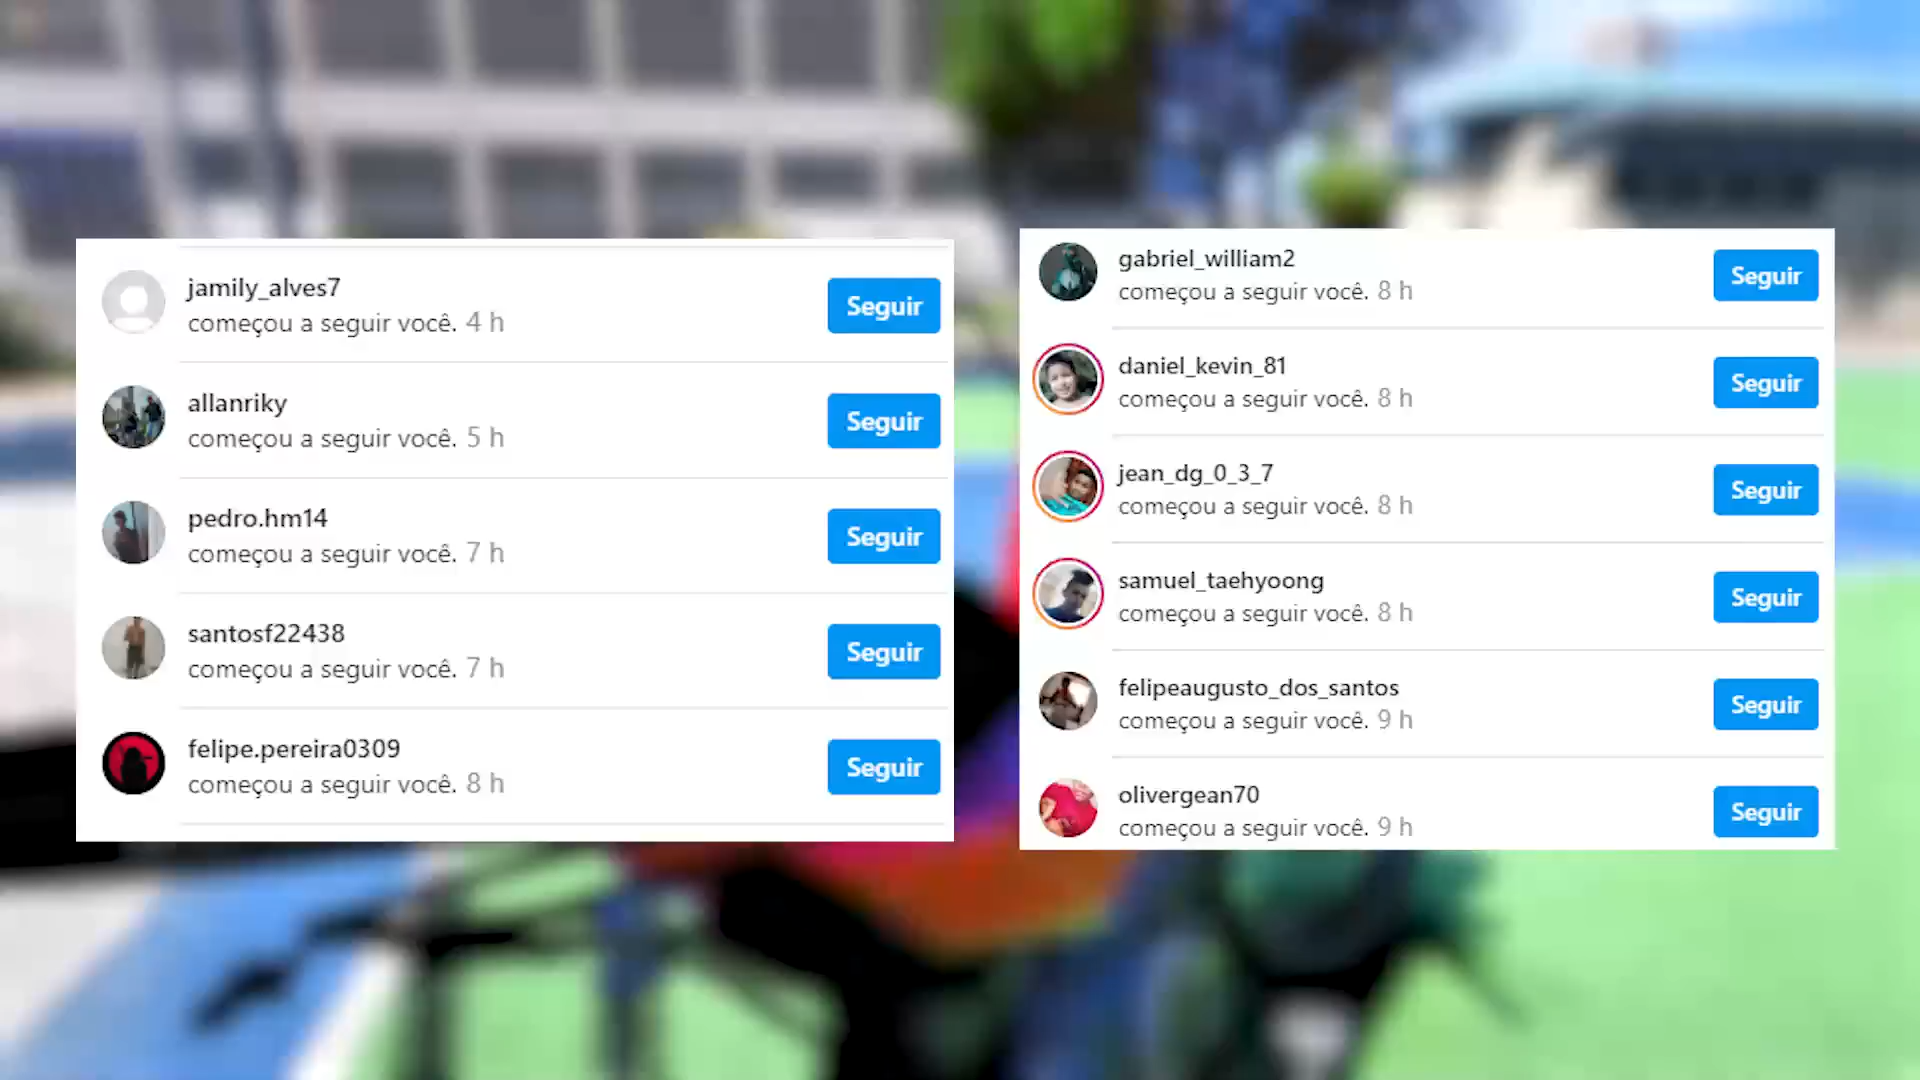 jamily_alves7
começou a seguir você. 4 h
Seguir
allanriky
começou a seguir você. 5 h
Seguir
pedro.hm14
começou a seguir você. 7 h
Seguir
santosf22438
começou a seguir você. 7 h
Seguir
felipe.pereira0309
começou a seguir você. 8 h
Seguir
gabriel_william2
começou a seguir você. 8 h
Seguir
daniel_kevin_81
começou a seguir você. 8 h
Seguir
jean_dg_0_3_7
começou a seguir você. 8 h
Seguir
samuel_taehyoong
começou a seguir você. 8 h
Seguir
felipeaugusto_dos_santos
começou a seguir você. 9 h
Seguir
olivergean70
começou a seguir você. 9 h
Seguir